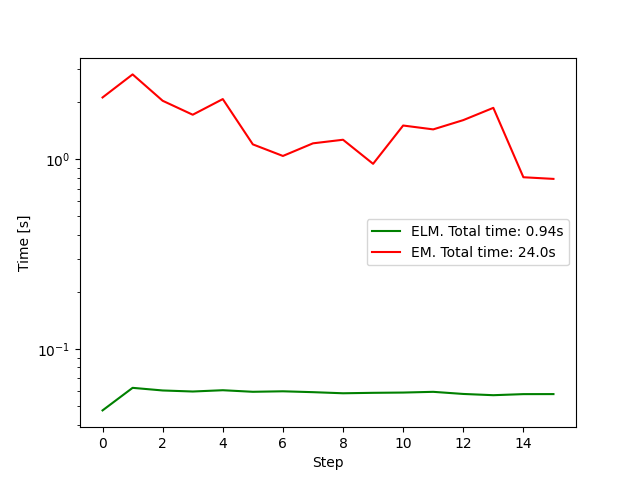 Time [s]
10⁰
10⁻¹
ELM. Total time: 0.94s
EM. Total time: 24.0s
0 2 4 6 8 10 12 14
Step